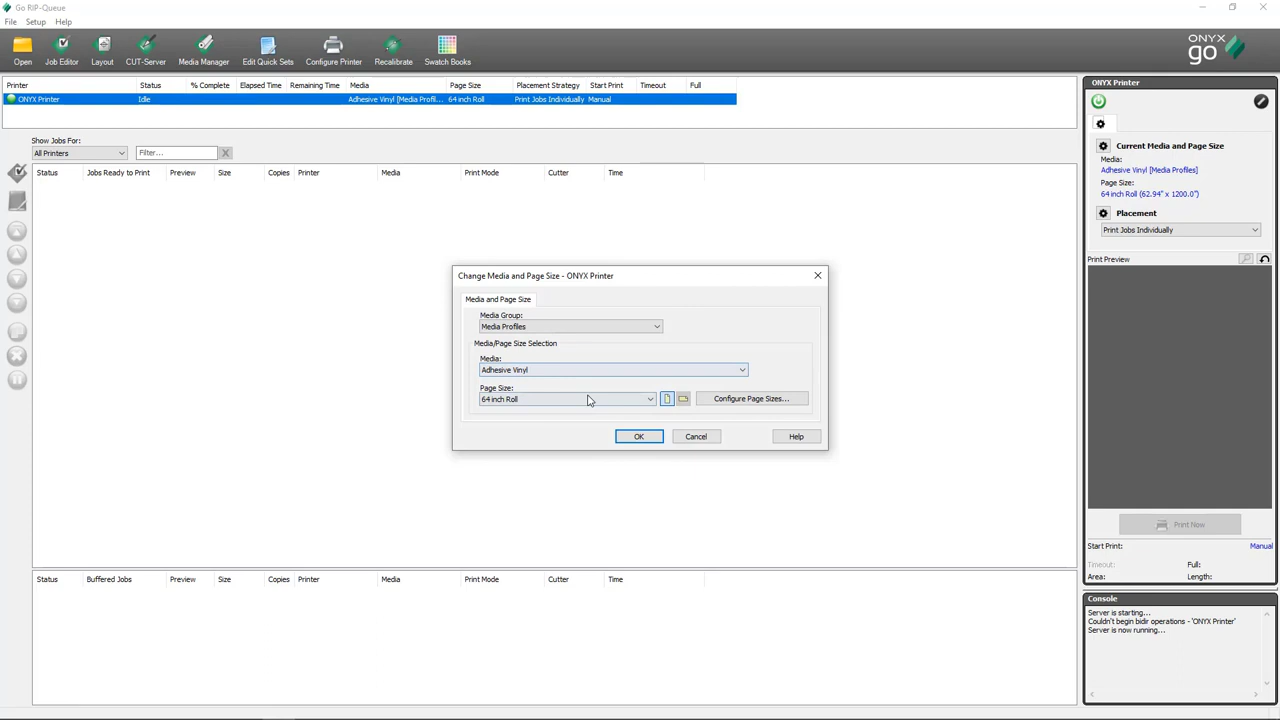 Go RIP-Queue
File Setup Help
Open Job Editor Layout CUT-Server Media Manager Edit Quick Sets Configure Printer Recalibrate Swatch Books
ONYX go
Printer Status % Complete Elapsed Time Remaining Time Media Page Size Placement Strategy Start Print Timeout Full
ONYX Printer Idle Adhesive Vinyl [Media Profil... 64 inch Roll Print Jobs Individually Manual
Show Jobs For:
All Printers Filter...
Status Jobs Ready to Print Preview Size Copies Printer Media Print Mode Cutter Time
Change Media and Page Size - ONYX Printer
Media and Page Size
Media Group:
Media Profiles
Media/Page Size Selection
Media:
Adhesive Vinyl
Page Size:
64 inch Roll Configure Page Sizes...
OK Cancel Help
Status Buffered Jobs Preview Size Copies Printer Media Print Mode Cutter Time
ONYX Printer
Current Media and Page Size
Media:
Adhesive Vinyl [Media Profiles]
Page Size:
64 inch Roll (62.94" x 1200.0")
Placement
Print Jobs Individually
Print Preview
Print Now
Start Print: Manual
Timeout: Full:
Area: Length:
Console
Server is starting...
Couldn't begin bidir operations - 'ONYX Printer'
Server is now running...